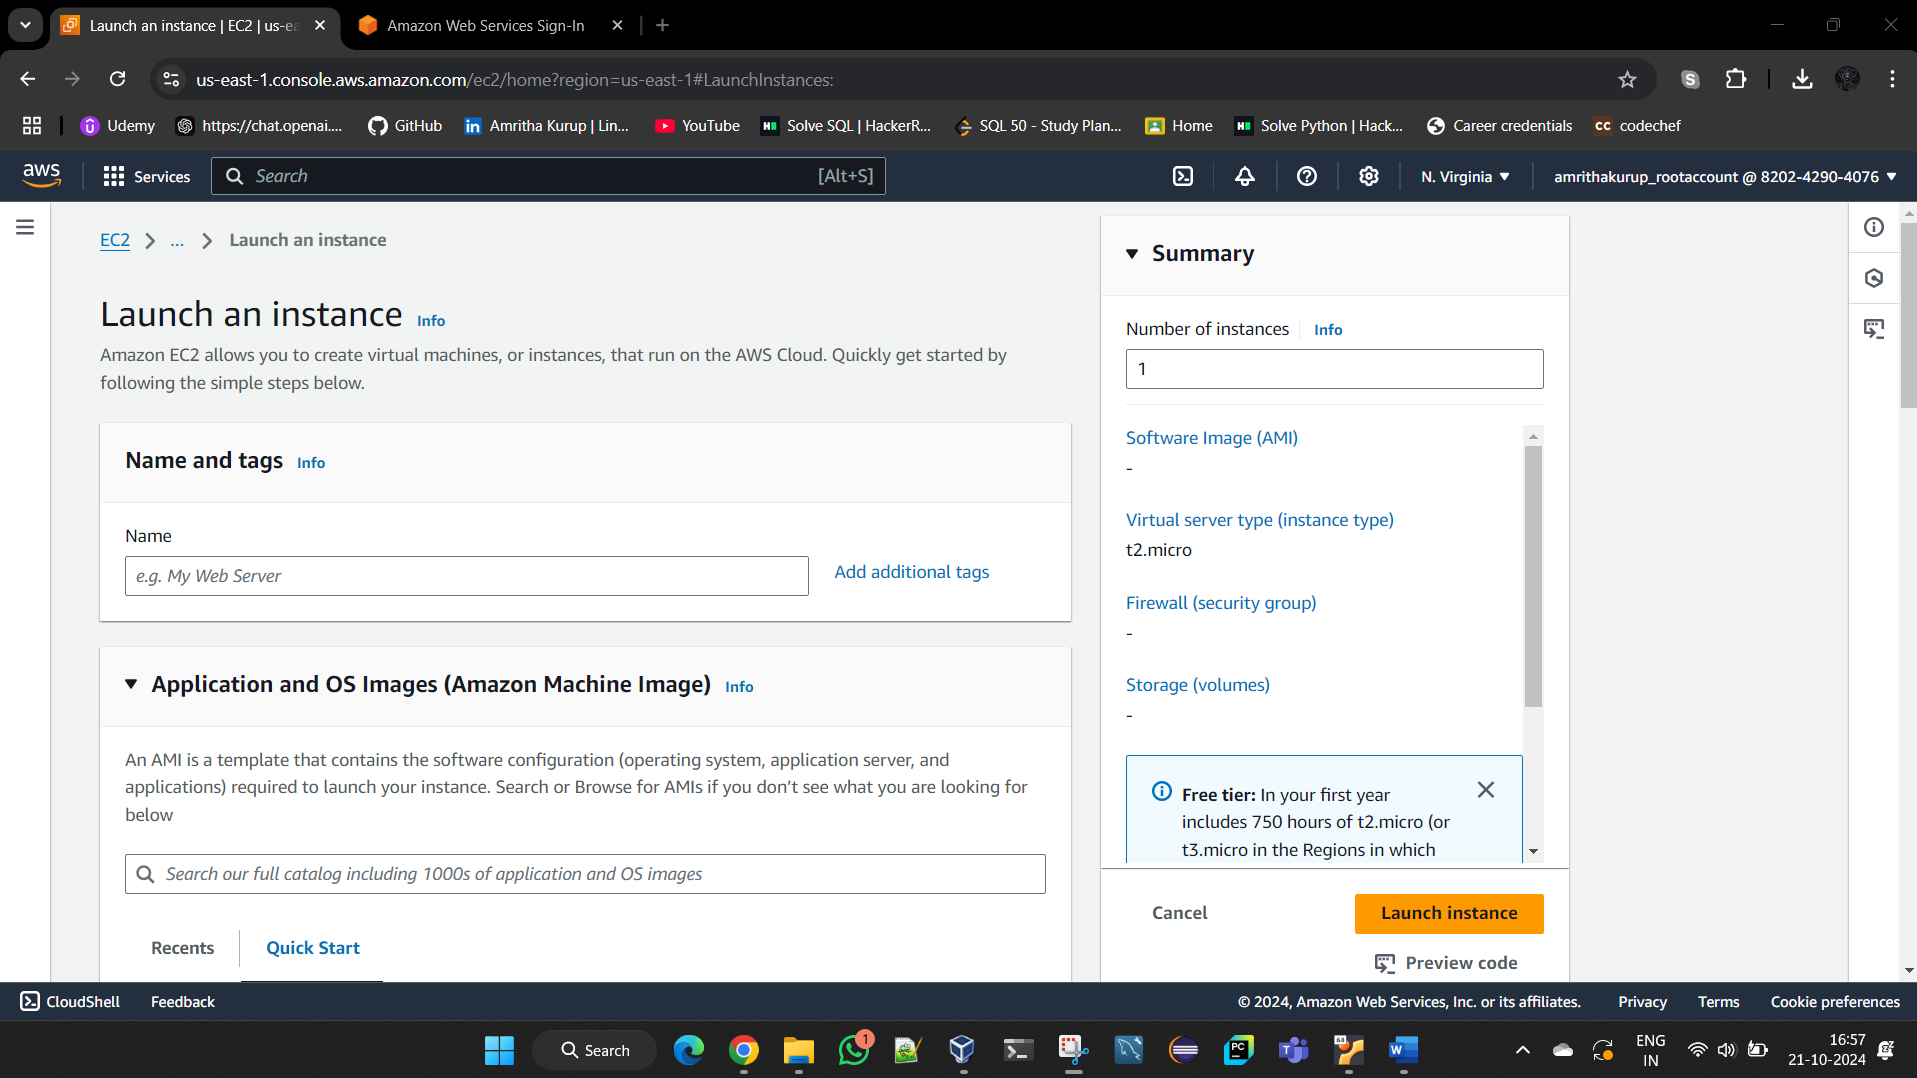 Launch an instance | EC2 | us-ea
Amazon Web Services Sign-In
us-east-1.console.aws.amazon.com/ec2/home?region=us-east-1#LaunchInstances:
Udemy
https://chat.openai....
GitHub
Amritha Kurup | Lin...
YouTube
Solve SQL | HackerR...
SQL 50 - Study Plan...
Home
Solve Python | Hack...
Career credentials
codechef
aws
Services
Search
[Alt+S]
N. Virginia
amrithakurup_rootaccount @ 8202-4290-4076
EC2
...
Launch an instance
Launch an instance Info
Amazon EC2 allows you to create virtual machines, or instances, that run on the AWS Cloud. Quickly get started by
following the simple steps below.
Name and tags Info
Name
e.g. My Web Server
Add additional tags
Application and OS Images (Amazon Machine Image) Info
An AMI is a template that contains the software configuration (operating system, application server, and
applications) required to launch your instance. Search or Browse for AMIs if you don’t see what you are looking for
below
Search our full catalog including 1000s of application and OS images
Recents
Quick Start
Summary
Number of instances Info
1
Software Image (AMI)
-
Virtual server type (instance type)
t2.micro
Firewall (security group)
-
Storage (volumes)
-
Free tier: In your first year
includes 750 hours of t2.micro (or
t3.micro in the Regions in which
Cancel
Launch instance
Preview code
CloudShell
Feedback
© 2024, Amazon Web Services, Inc. or its affiliates.
Privacy
Terms
Cookie preferences
Search
1
ENG
IN
16:57
21-10-2024